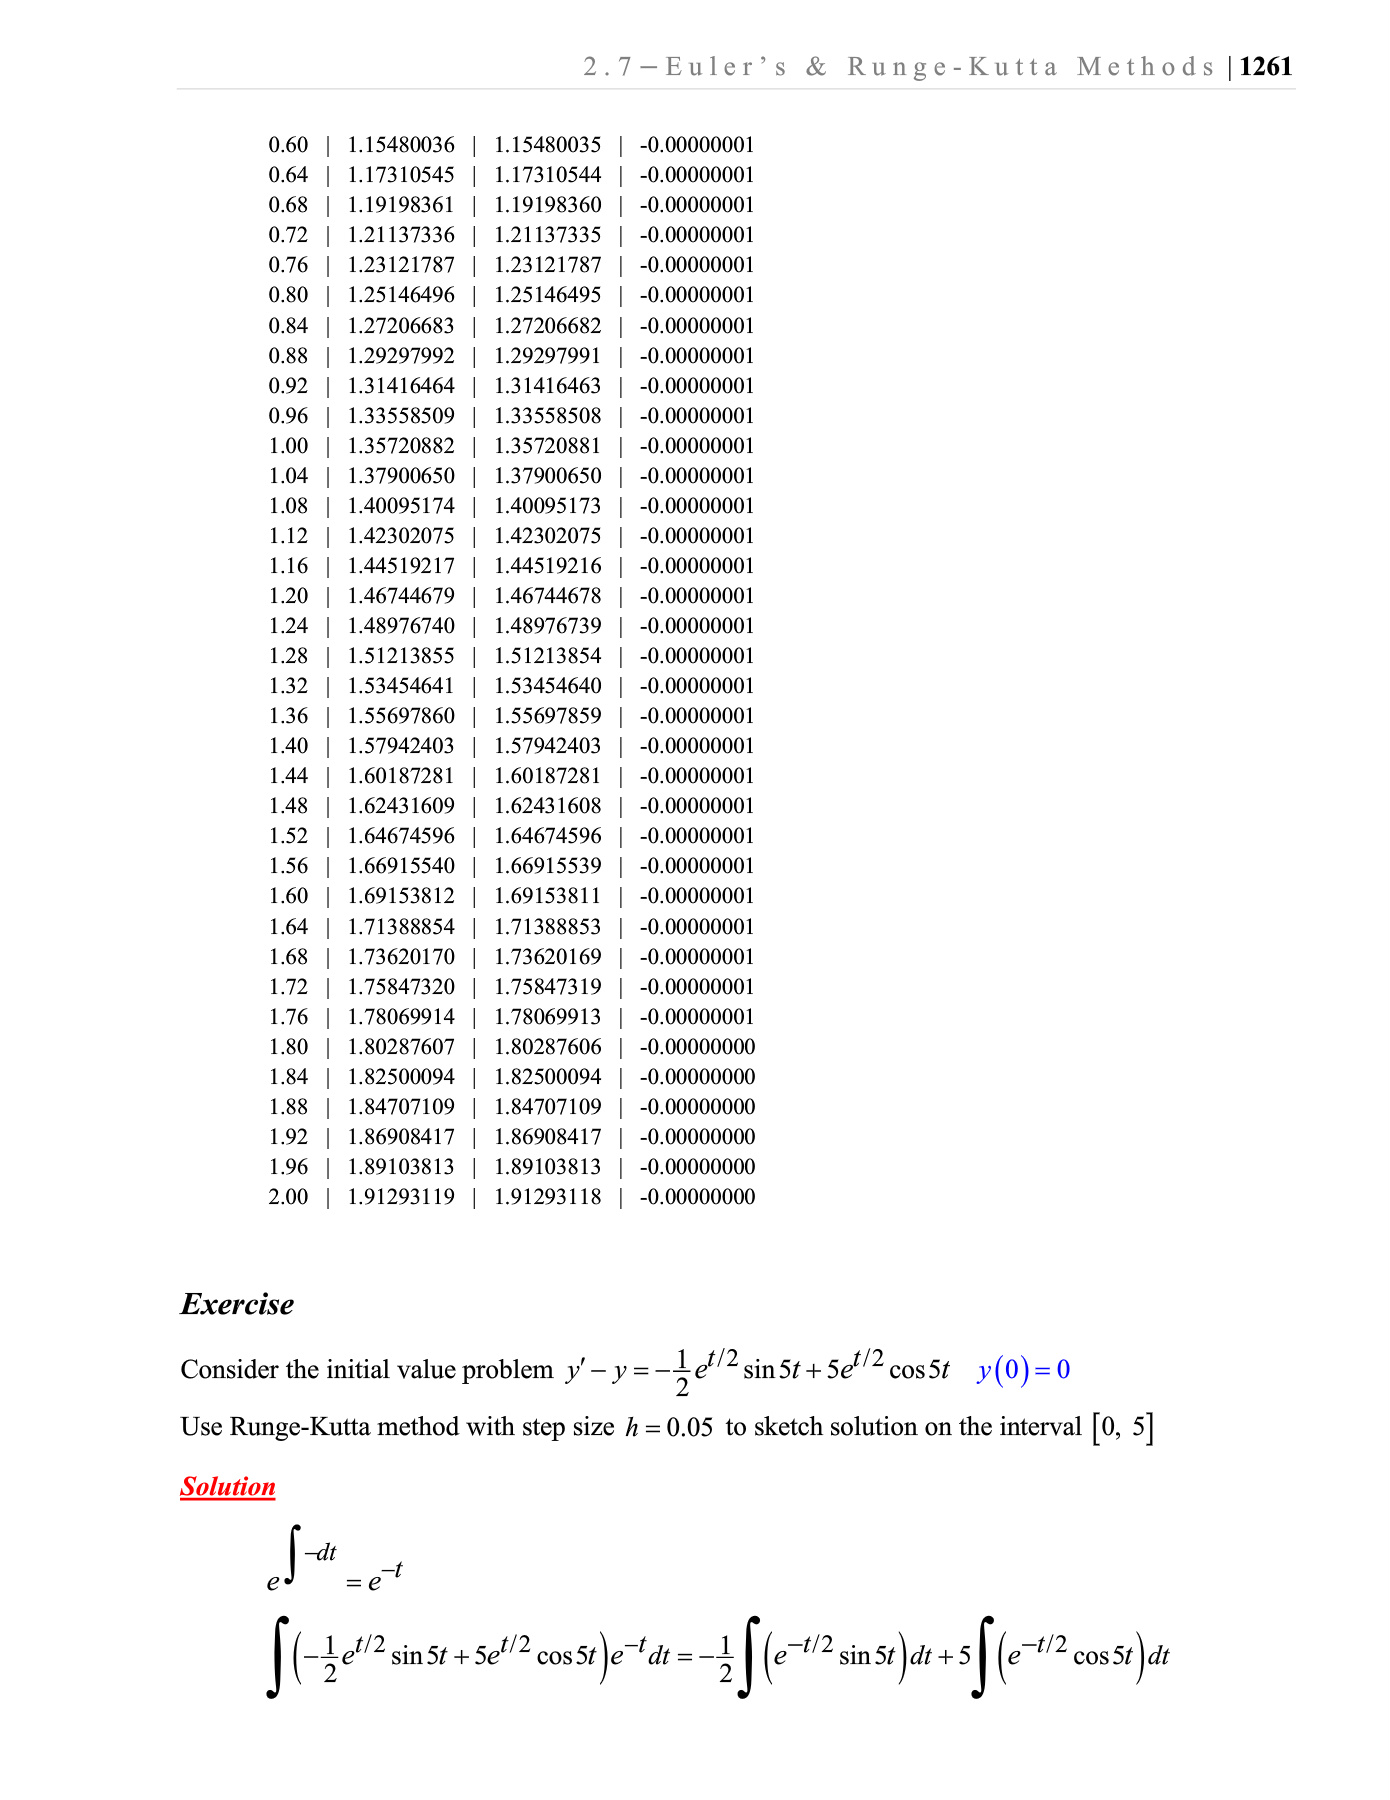 2.7 – Euler's & Runge-Kutta Methods | 1261
0.60 | 1.15480036 | 1.15480035 | -0.00000001
0.64 | 1.17310545 | 1.17310544 | -0.00000001
0.68 | 1.19198361 | 1.19198360 | -0.00000001
0.72 | 1.21137336 | 1.21137335 | -0.00000001
0.76 | 1.23121787 | 1.23121787 | -0.00000001
0.80 | 1.25146496 | 1.25146495 | -0.00000001
0.84 | 1.27206683 | 1.27206682 | -0.00000001
0.88 | 1.29297992 | 1.29297991 | -0.00000001
0.92 | 1.31416464 | 1.31416463 | -0.00000001
0.96 | 1.33558509 | 1.33558508 | -0.00000001
1.00 | 1.35720882 | 1.35720881 | -0.00000001
1.04 | 1.37900650 | 1.37900650 | -0.00000001
1.08 | 1.40095174 | 1.40095173 | -0.00000001
1.12 | 1.42302075 | 1.42302075 | -0.00000001
1.16 | 1.44519217 | 1.44519216 | -0.00000001
1.20 | 1.46744679 | 1.46744678 | -0.00000001
1.24 | 1.48976740 | 1.48976739 | -0.00000001
1.28 | 1.51213855 | 1.51213854 | -0.00000001
1.32 | 1.53454641 | 1.53454640 | -0.00000001
1.36 | 1.55697860 | 1.55697859 | -0.00000001
1.40 | 1.57942403 | 1.57942403 | -0.00000001
1.44 | 1.60187281 | 1.60187281 | -0.00000001
1.48 | 1.62431609 | 1.62431608 | -0.00000001
1.52 | 1.64674596 | 1.64674596 | -0.00000001
1.56 | 1.66915540 | 1.66915539 | -0.00000001
1.60 | 1.69153812 | 1.69153811 | -0.00000001
1.64 | 1.71388854 | 1.71388853 | -0.00000001
1.68 | 1.73620170 | 1.73620169 | -0.00000001
1.72 | 1.75847320 | 1.75847319 | -0.00000001
1.76 | 1.78069914 | 1.78069913 | -0.00000001
1.80 | 1.80287607 | 1.80287606 | -0.00000000
1.84 | 1.82500094 | 1.82500094 | -0.00000000
1.88 | 1.84707109 | 1.84707109 | -0.00000000
1.92 | 1.86908417 | 1.86908417 | -0.00000000
1.96 | 1.89103813 | 1.89103813 | -0.00000000
2.00 | 1.91293119 | 1.91293118 | -0.00000000
Exercise
Consider the initial value problem y′ − y = −1/2 e^{t/2} sin 5t + 5e^{t/2} cos 5t y(0) = 0
Use Runge-Kutta method with step size h = 0.05 to sketch solution on the interval [0, 5]
Solution
e^{∫ −dt} = e^{−t}
∫(−1/2 e^{t/2} sin 5t + 5e^{t/2} cos 5t)e^{−t} dt = −1/2 ∫(e^{−t/2} sin 5t)dt + 5∫(e^{−t/2} cos 5t)dt